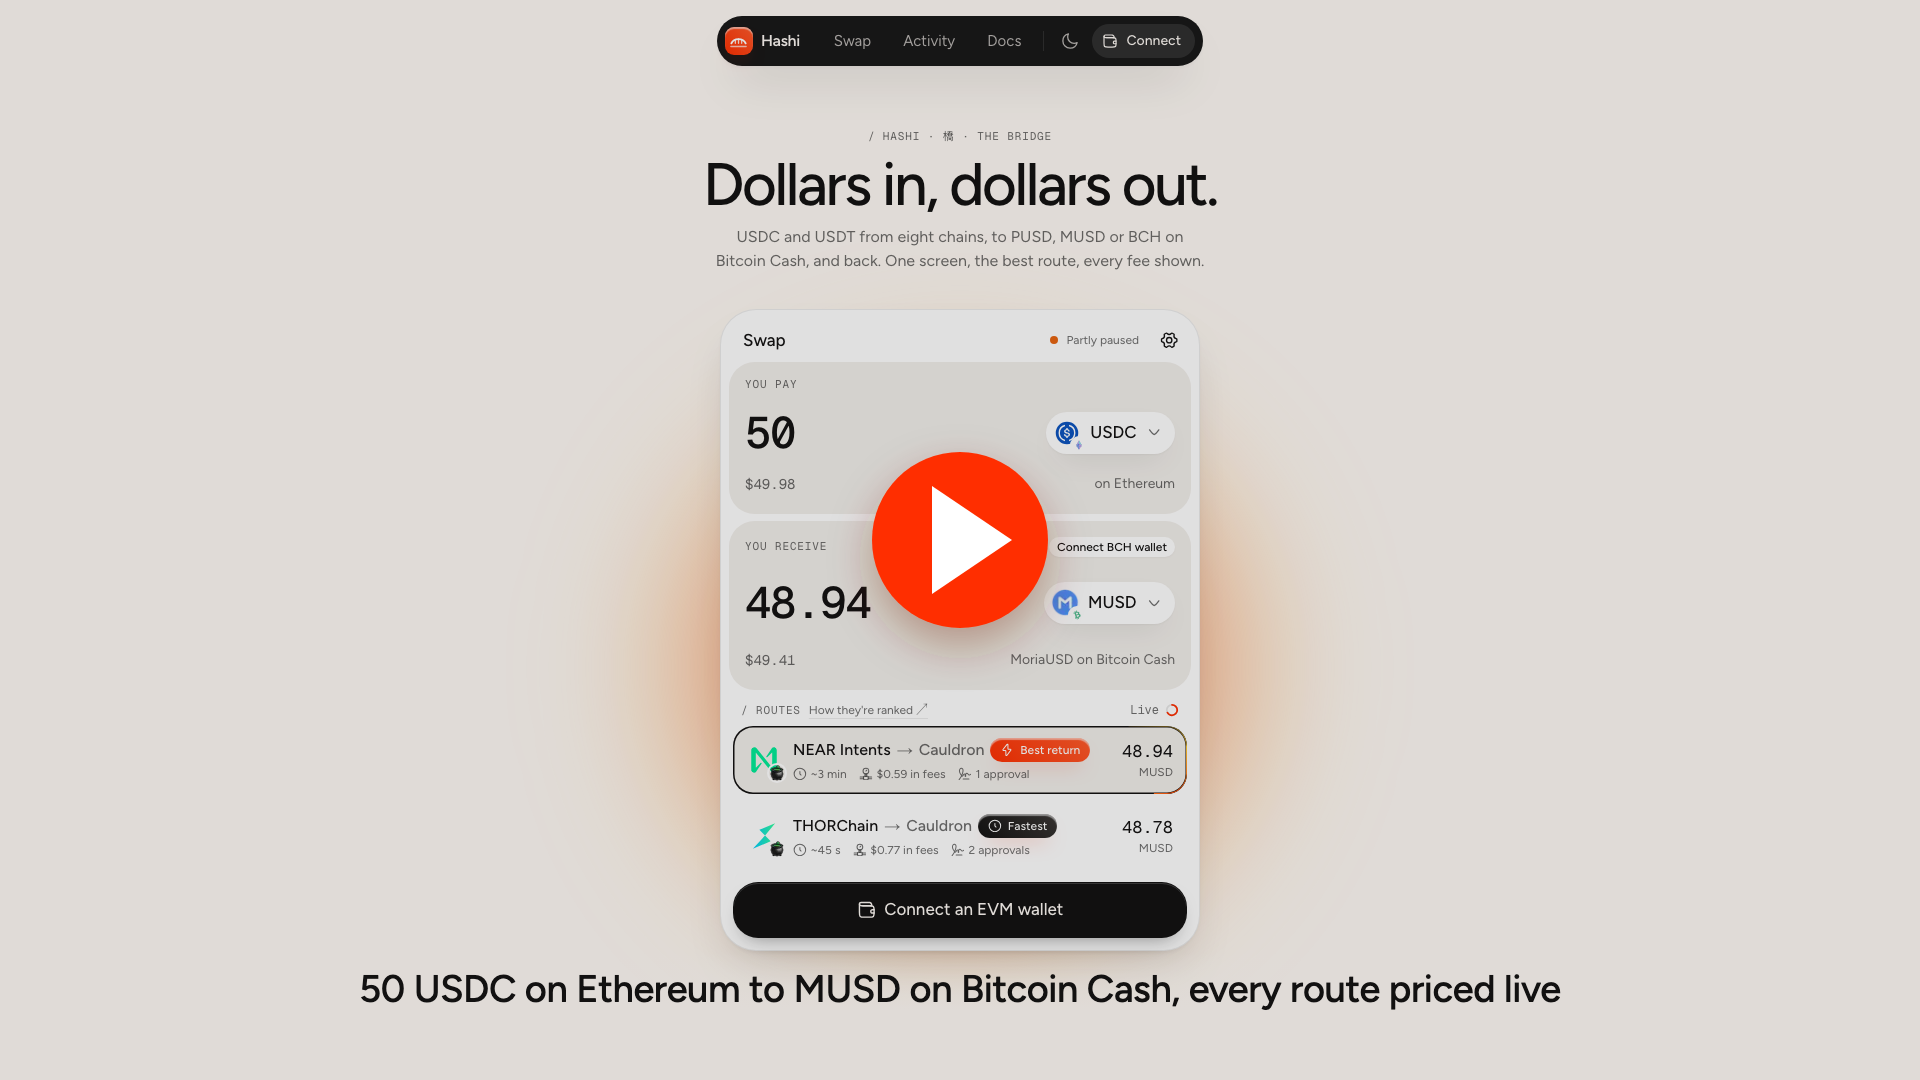 Hashi
Swap
Activity
Docs
Connect
/ HASHI · 橋 · THE BRIDGE
Dollars in, dollars out.
USDC and USDT from eight chains, to PUSD, MUSD or BCH on
Bitcoin Cash, and back. One screen, the best route, every fee shown.
Swap
Partly paused
YOU PAY
50
USDC
$49.98
on Ethereum
YOU RECEIVE
Connect BCH wallet
48.94
MUSD
$49.41
MoriaUSD on Bitcoin Cash
/ ROUTES How they're ranked
Live
NEAR Intents → Cauldron Best return
48.94
~3 min $0.59 in fees 1 approval
MUSD
THORChain → Cauldron Fastest
48.78
~45 s $0.77 in fees 2 approvals
MUSD
Connect an EVM wallet
50 USDC on Ethereum to MUSD on Bitcoin Cash, every route priced live